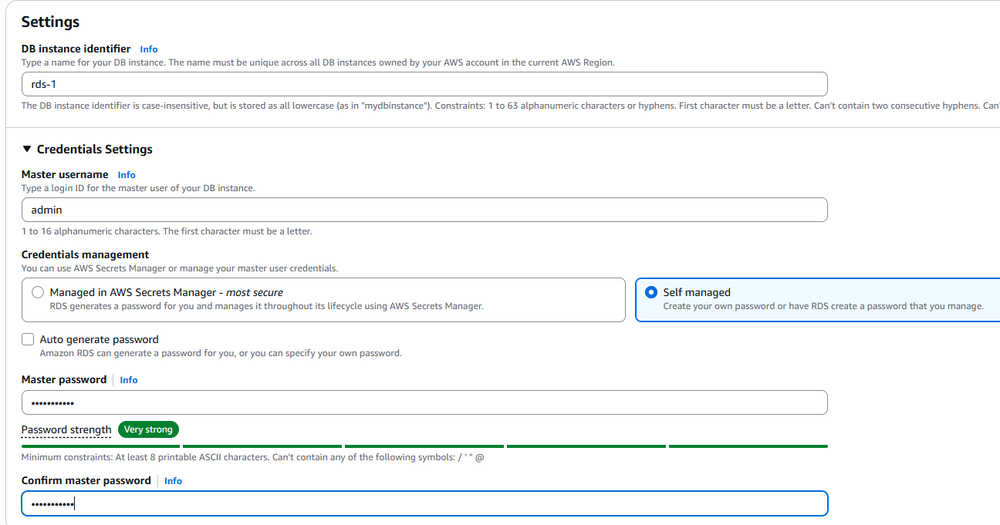 Settings
DB instance identifier Info
Type a name for your DB instance. The name must be unique across all DB instances owned by your AWS account in the current AWS Region.
rds-1
The DB instance identifier is case-insensitive, but is stored as all lowercase (as in "mydbinstance"). Constraints: 1 to 63 alphanumeric characters or hyphens. First character must be a letter. Can't contain two consecutive hyphens. Can'
Credentials Settings
Master username Info
Type a login ID for the master user of your DB instance.
admin
1 to 16 alphanumeric characters. The first character must be a letter.
Credentials management
You can use AWS Secrets Manager or manage your master user credentials.
Managed in AWS Secrets Manager - most secure
RDS generates a password for you and manages it throughout its lifecycle using AWS Secrets Manager.
Self managed
Create your own password or have RDS create a password that you manage.
Auto generate password
Amazon RDS can generate a password for you, or you can specify your own password.
Master password Info
•••••••••••
Password strength Very strong
Minimum constraints: At least 8 printable ASCII characters. Can't contain any of the following symbols: / ' " @
Confirm master password Info
•••••••••••